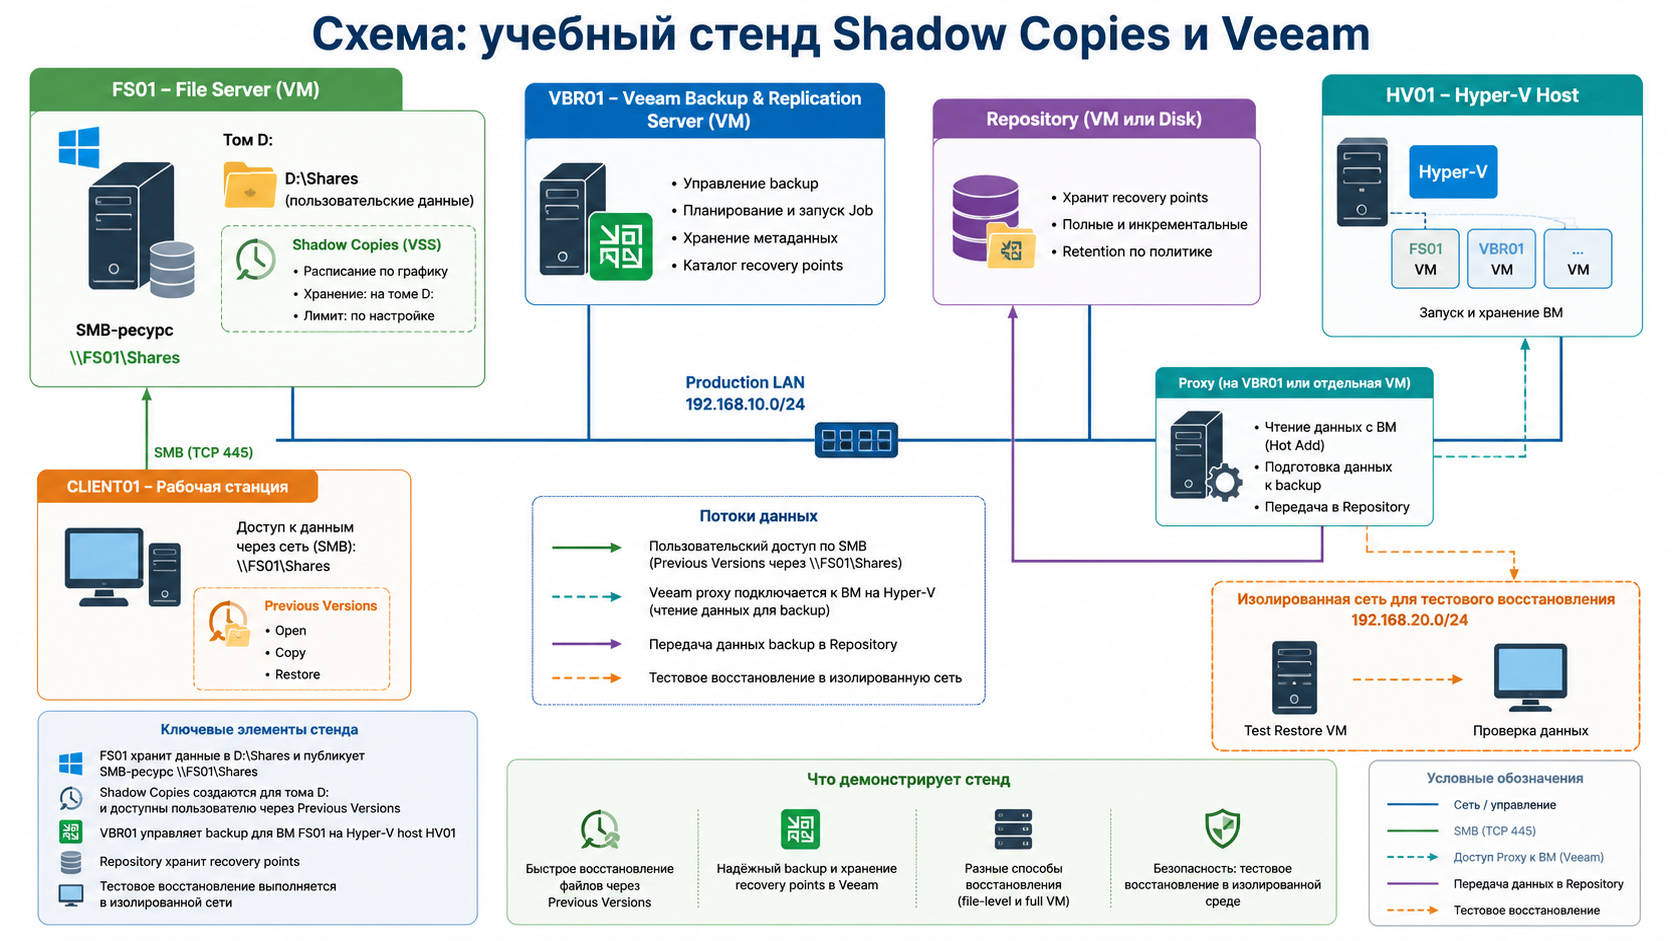 Схема: учебный стенд Shadow Copies и Veeam
FS01 – File Server (VM)
Том D:
D:\Shares
(пользовательские данные)
Shadow Copies (VSS)
• Расписание по графику
• Хранение: на томе D:
• Лимит: по настройке
SMB-ресурс
\\FS01\Shares
VBR01 – Veeam Backup & Replication
Server (VM)
• Управление backup
• Планирование и запуск Job
• Хранение метаданных
• Каталог recovery points
Repository (VM или Disk)
• Хранит recovery points
• Полные и инкрементальные
• Retention по политике
HV01 – Hyper-V Host
Hyper-V
FS01
VM
VBR01
VM
...
VM
Запуск и хранение ВМ
Production LAN
192.168.10.0/24
SMB (TCP 445)
Proxy (на VBR01 или отдельная VM)
• Чтение данных с ВМ
(Hot Add)
• Подготовка данных
к backup
• Передача в Repository
CLIENT01 – Рабочая станция
Доступ к данным
через сеть (SMB):
\\FS01\Shares
Previous Versions
• Open
• Copy
• Restore
Потоки данных
Пользовательский доступ по SMB
(Previous Versions через \\FS01\Shares)
Veeam proxy подключается к ВМ на Hyper-V
(чтение данных для backup)
Передача данных backup в Repository
Тестовое восстановление в изолированную сеть
Изолированная сеть для тестового восстановления
192.168.20.0/24
Test Restore VM
Проверка данных
Ключевые элементы стенда
FS01 хранит данные в D:\Shares и публикует
SMB-ресурс \\FS01\Shares
Shadow Copies создаются для тома D:
и доступны пользователю через Previous Versions
VBR01 управляет backup для ВМ FS01 на Hyper-V host HV01
Repository хранит recovery points
Тестовое восстановление выполняется
в изолированной сети
Что демонстрирует стенд
Быстрое восстановление
файлов через
Previous Versions
Надёжный backup и хранение
recovery points в Veeam
Разные способы
восстановления
(file-level и full VM)
Безопасность: тестовое
восстановление в изолированной
среде
Условные обозначения
Сеть / управление
SMB (TCP 445)
Доступ Proxy к ВМ (Veeam)
Передача данных в Repository
Тестовое восстановление